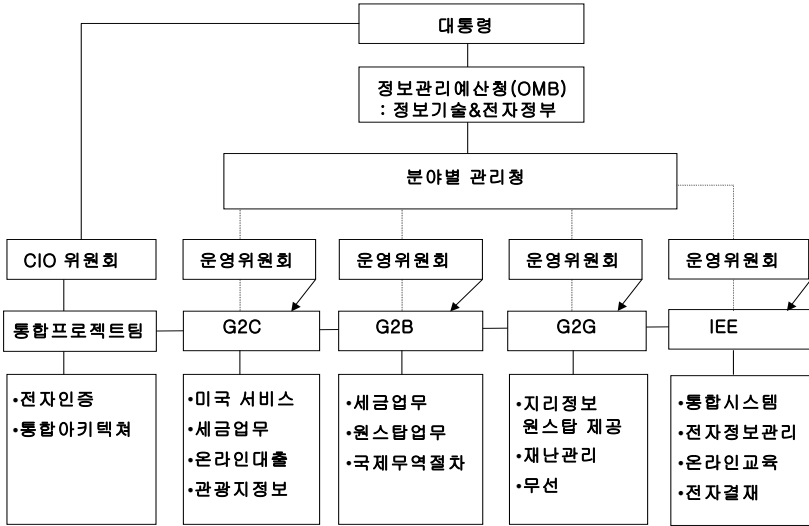 대통령
정보관리예산청(OMB)
: 정보기술&전자정부
분야별 관리청
CIO 위원회
운영위원회
운영위원회
운영위원회
운영위원회
통합프로젝트팀
G2C
G2B
G2G
IEE
•전자인증
•통합아키텍쳐
•미국 서비스
•세금업무
•온라인대출
•관광지정보
•세금업무
•원스탑업무
•국제무역절차
•지리정보
원스탑 제공
•재난관리
•무선
•통합시스템
•전자정보관리
•온라인교육
•전자결재